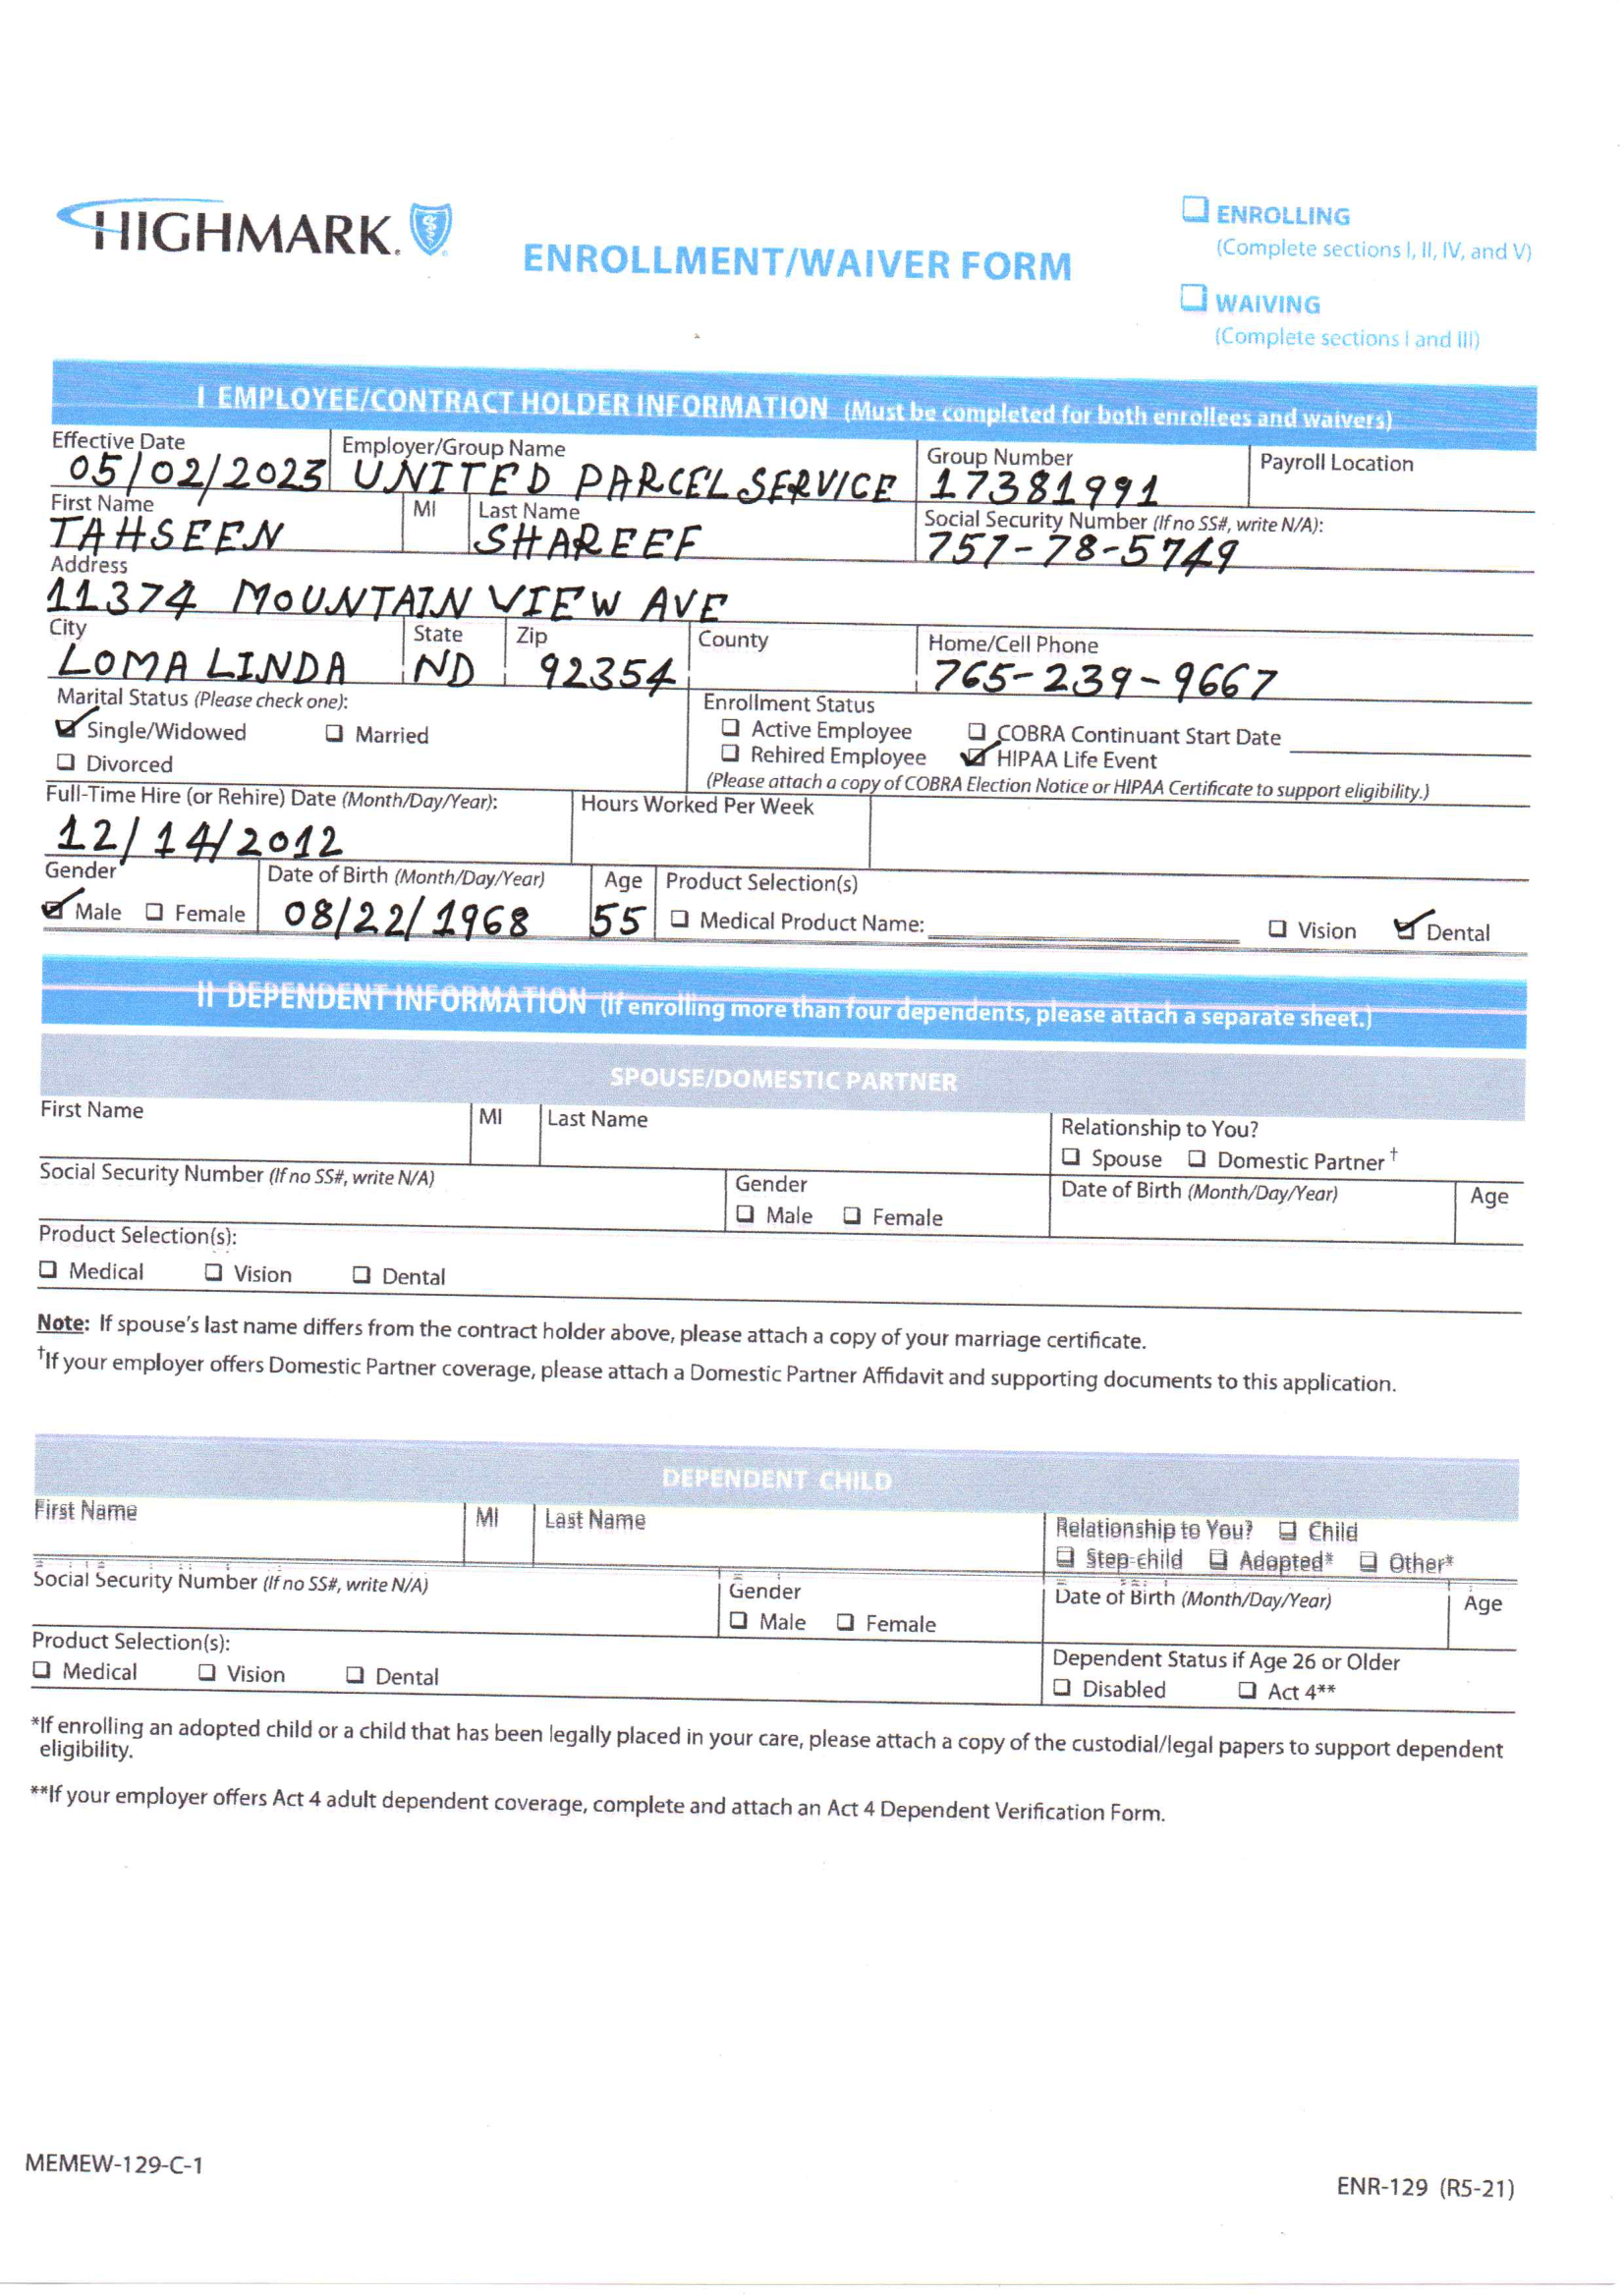 HIGHMARK.
ENROLLMENT/WAIVER FORM
ENROLLING
(Complete sections I, II, IV, and V)
WAIVING
(Complete sections I and III)
I EMPLOYEE/CONTRACT HOLDER INFORMATION (Must be completed for both enrollees and waivers)
Effective Date Employer/Group Name Group Number Payroll Location
05/02/2023 UNITED PARCEL SERVICE 17381991
First Name MI Last Name Social Security Number (If no SS#, write N/A):
TAHSEEN SHAREEF 757-78-5749
Address
11374 MOUNTAIN VIEW AVE
City State Zip County Home/Cell Phone
LOMA LINDA ND 92354 765-239-9667
Marital Status (Please check one): Enrollment Status
Single/Widowed Married Active Employee COBRA Continuant Start Date
Divorced Rehired Employee HIPAA Life Event
(Please attach a copy of COBRA Election Notice or HIPAA Certificate to support eligibility.)
Full-Time Hire (or Rehire) Date (Month/Day/Year): Hours Worked Per Week
12/14/2012
Gender Date of Birth (Month/Day/Year) Age Product Selection(s)
Male Female 08/22/1968 55 Medical Product Name: Vision Dental
II DEPENDENT INFORMATION (If enrolling more than four dependents, please attach a separate sheet.)
SPOUSE/DOMESTIC PARTNER
First Name MI Last Name Relationship to You?
Spouse Domestic Partner †
Social Security Number (If no SS#, write N/A) Gender Date of Birth (Month/Day/Year) Age
Male Female
Product Selection(s):
Medical Vision Dental
Note: If spouse's last name differs from the contract holder above, please attach a copy of your marriage certificate.
†If your employer offers Domestic Partner coverage, please attach a Domestic Partner Affidavit and supporting documents to this application.
DEPENDENT CHILD
First Name MI Last Name Relationship to You? Child
Step-child Adopted* Other*
Social Security Number (If no SS#, write N/A) Gender Date of Birth (Month/Day/Year) Age
Male Female
Product Selection(s): Dependent Status if Age 26 or Older
Medical Vision Dental Disabled Act 4**
*If enrolling an adopted child or a child that has been legally placed in your care, please attach a copy of the custodial/legal papers to support dependent
eligibility.
**If your employer offers Act 4 adult dependent coverage, complete and attach an Act 4 Dependent Verification Form.
MEMEW-129-C-1
ENR-129 (R5-21)